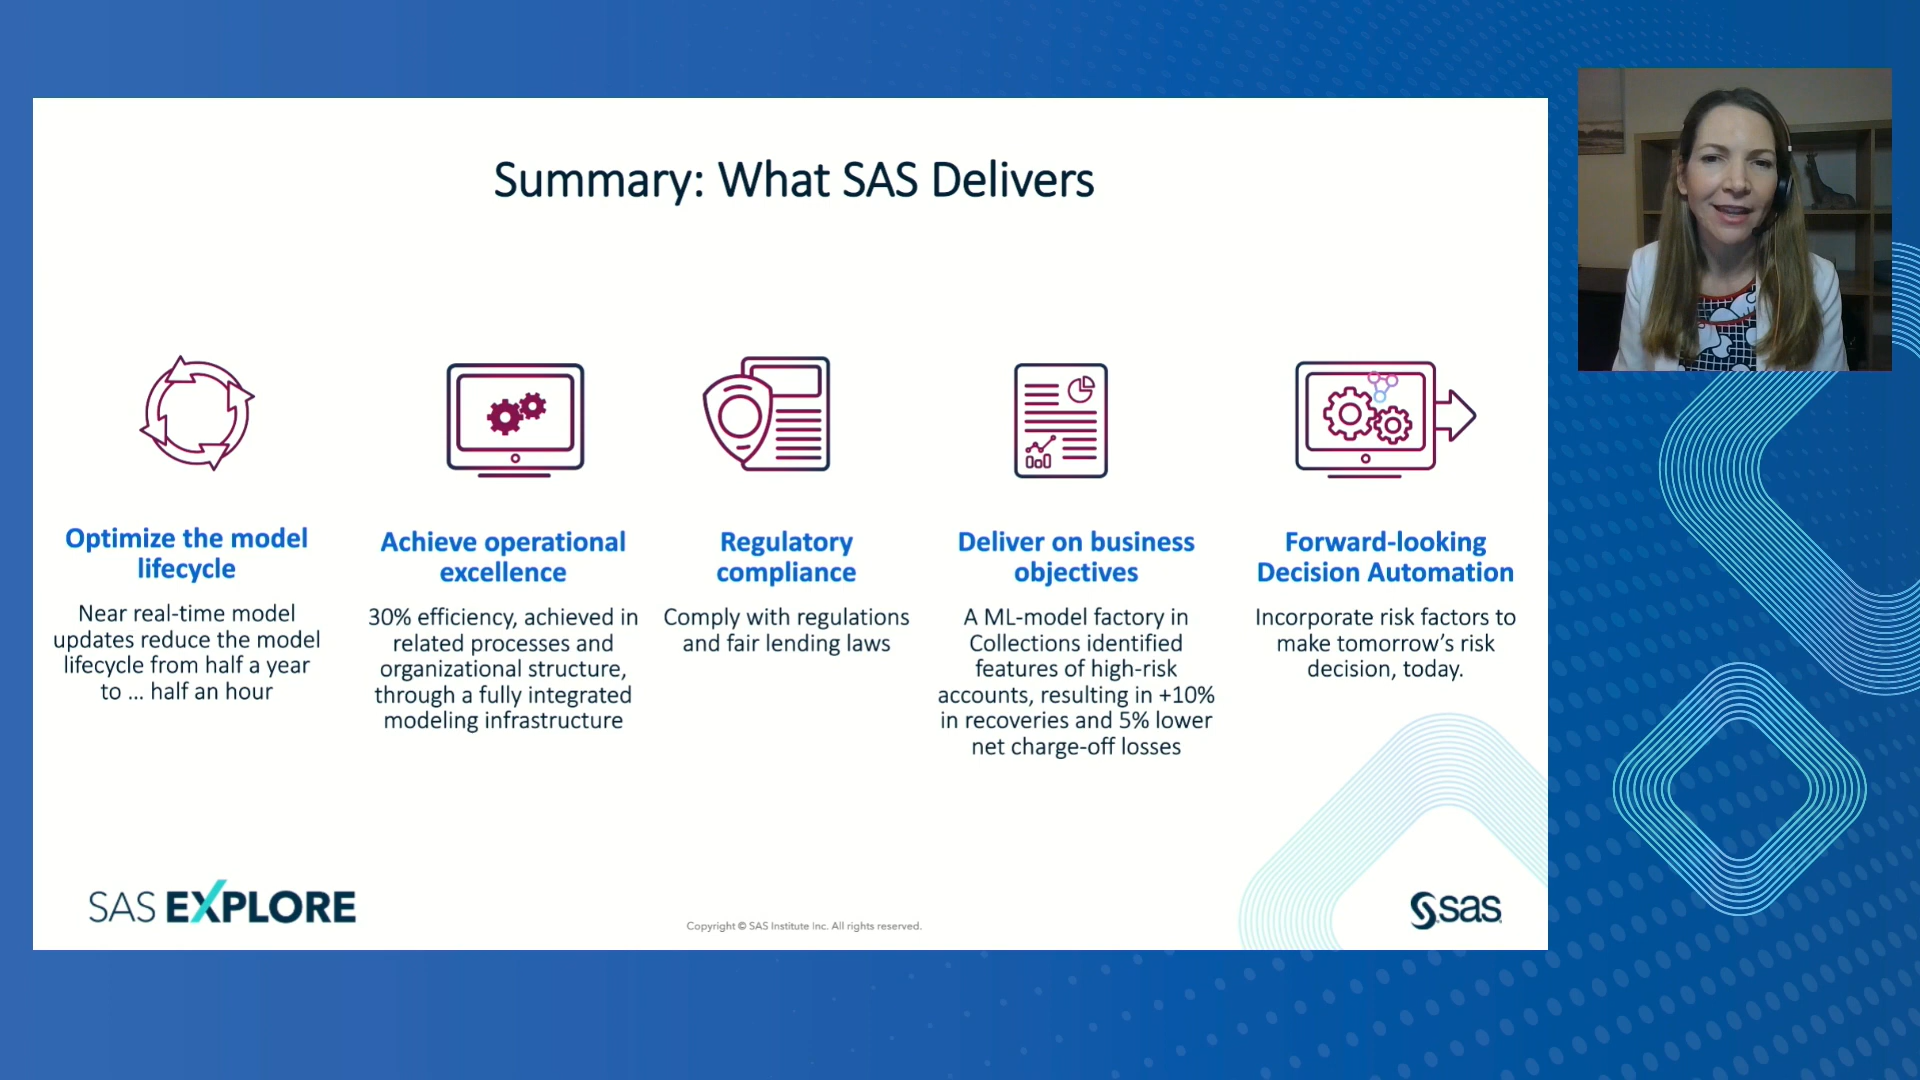 Summary: What SAS Delivers
Optimize the model
lifecycle
Near real-time model
updates reduce the model
lifecycle from half a year
to ... half an hour
Achieve operational
excellence
30% efficiency, achieved in
related processes and
organizational structure,
through a fully integrated
modeling infrastructure
Regulatory
compliance
Comply with regulations
and fair lending laws
Deliver on business
objectives
A ML-model factory in
Collections identified
features of high-risk
accounts, resulting in +10%
in recoveries and 5% lower
net charge-off losses
Forward-looking
Decision Automation
Incorporate risk factors to
make tomorrow’s risk
decision, today.
SAS EXPLORE
Copyright © SAS Institute Inc. All rights reserved.
sas